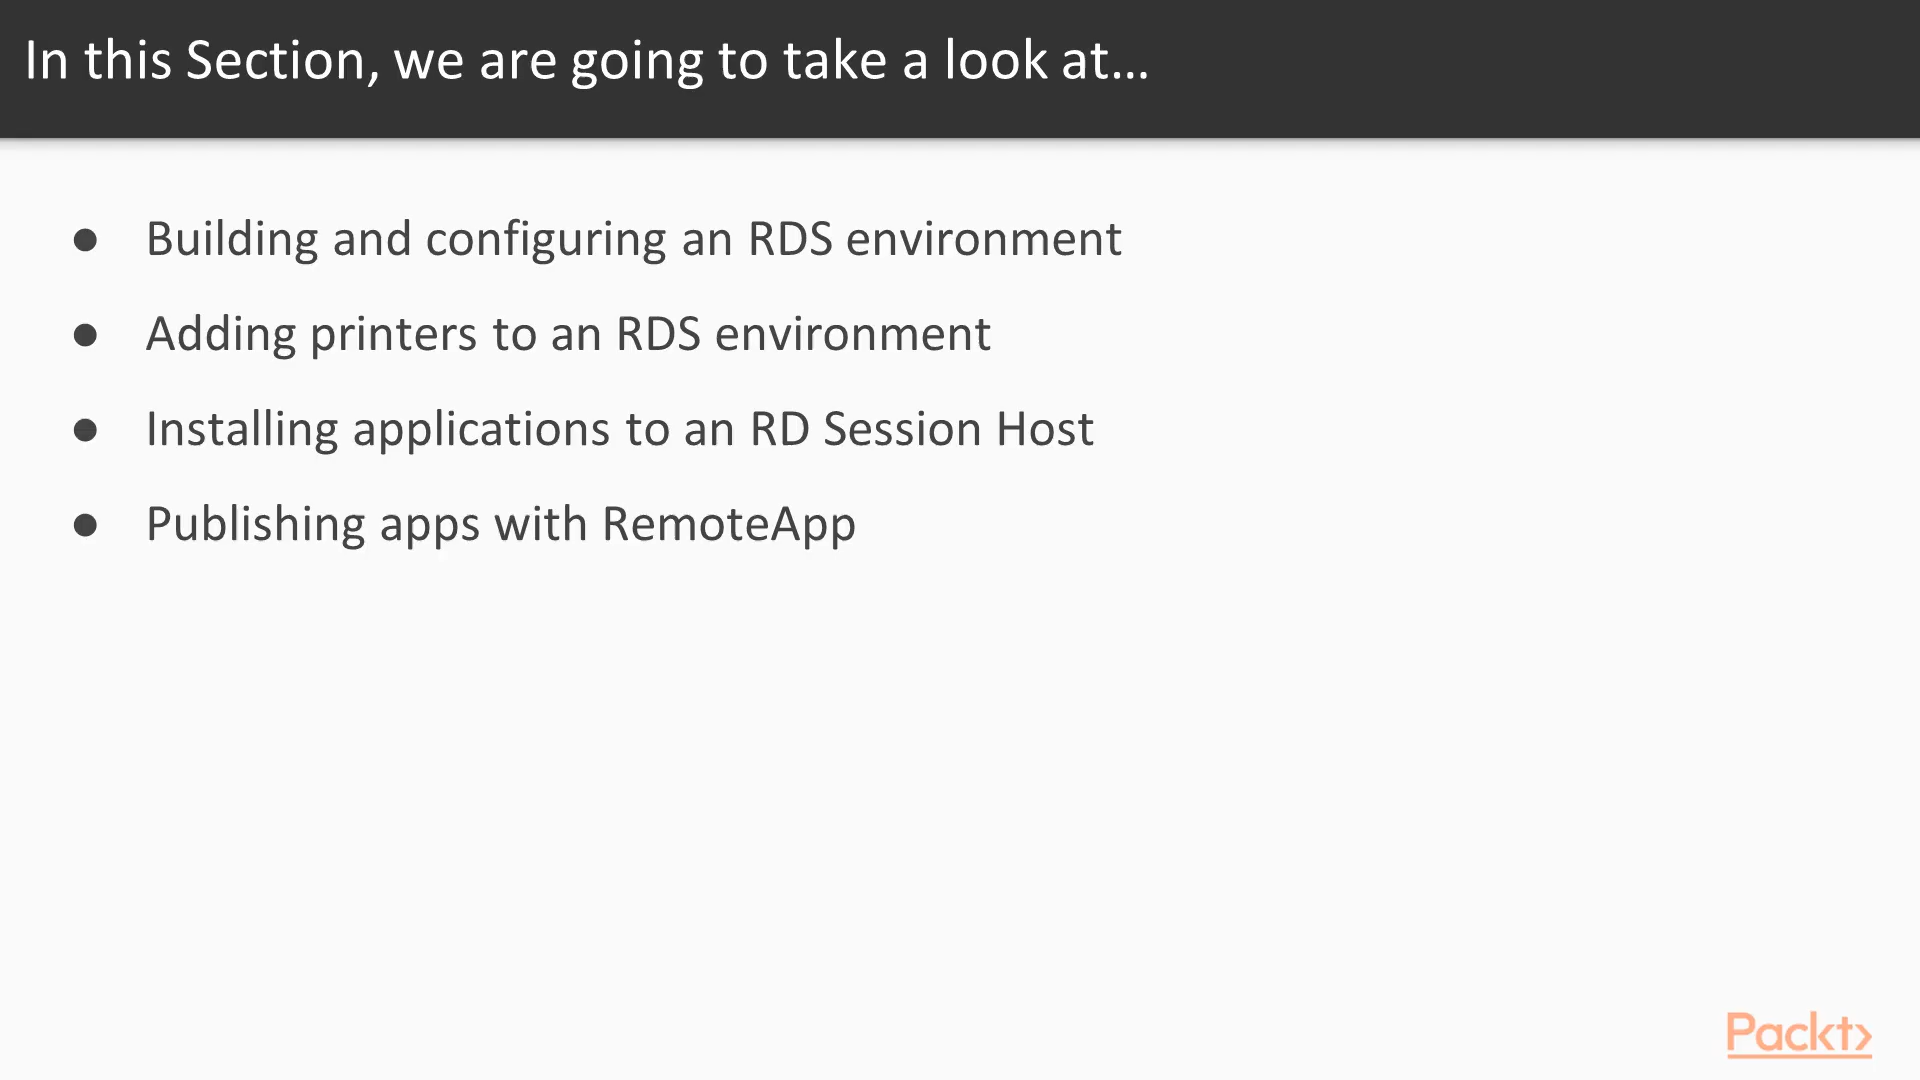 In this Section, we are going to take a look at...
● Building and configuring an RDS environment
● Adding printers to an RDS environment
● Installing applications to an RD Session Host
● Publishing apps with RemoteApp
Packt>